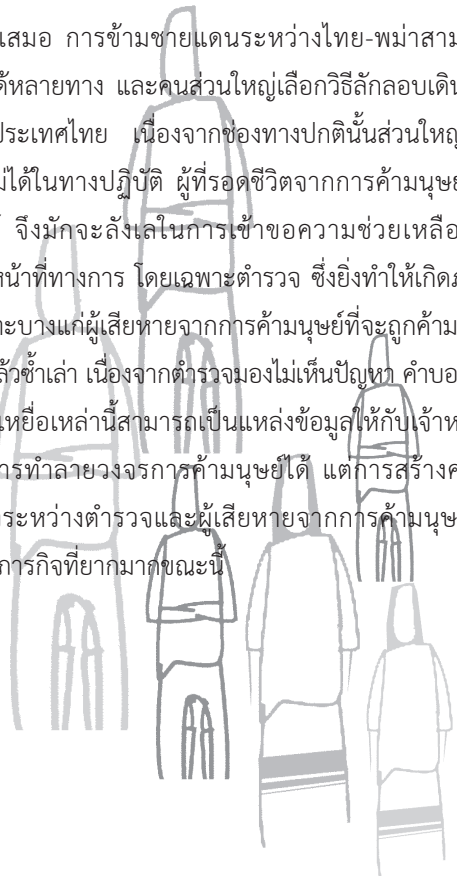 เสมอ การข้ามชายแดนระหว่างไทย-พม่าสาม
ด้หลายทาง และคนส่วนใหญ่เลือกวิธีลักลอบเดิน
ประเทศไทย เนื่องจากช่องทางปกตินั้นส่วนใหญ
ม่ได้ในทางปฏิบัติ ผู้ที่รอดชีวิตจากการค้ามนุษย
จึงมักจะลังเลในการเข้าขอความช่วยเหลือ
หน้าที่ทางการ โดยเฉพาะตำรวจ ซึ่งยิ่งทำให้เกิดภ
าะบางแก่ผู้เสียหายจากการค้ามนุษย์ที่จะถูกค้าม
ล้วซ้ำเล่า เนื่องจากตำรวจมองไม่เห็นปัญหา คำบอ
เหยื่อเหล่านี้สามารถเป็นแหล่งข้อมูลให้กับเจ้าห
การทำลายวงจรการค้ามนุษย์ได้ แต่การสร้างค
ระหว่างตำรวจและผู้เสียหายจากการค้ามนุษ
ภารกิจที่ยากมากขณะนี้